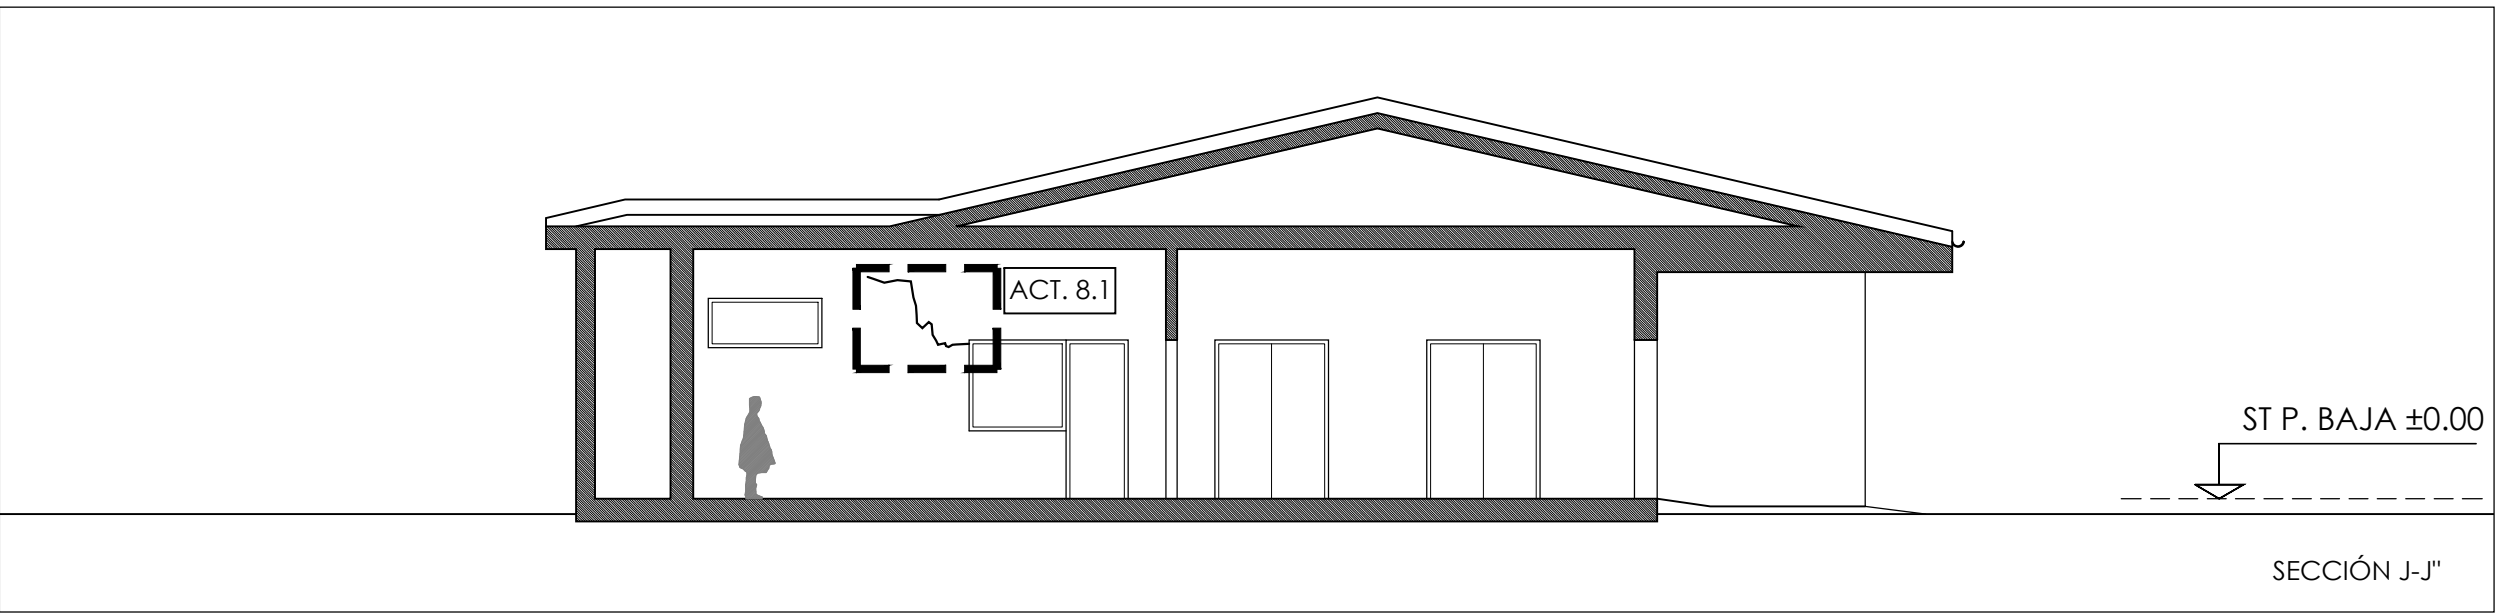 ACT. 8.1
ST P. BAJA ±0.00
SECCIÓN J-J"